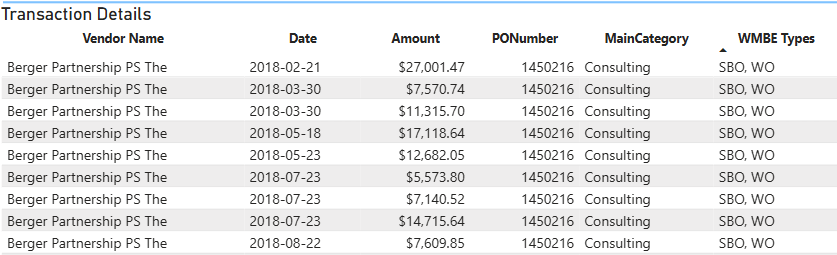 Transaction Details
Vendor Name Date Amount PONumber MainCategory WMBE Types
Berger Partnership PS The 2018-02-21 $27,001.47 1450216 Consulting SBO, WO
Berger Partnership PS The 2018-03-30 $7,570.74 1450216 Consulting SBO, WO
Berger Partnership PS The 2018-03-30 $11,315.70 1450216 Consulting SBO, WO
Berger Partnership PS The 2018-05-18 $17,118.64 1450216 Consulting SBO, WO
Berger Partnership PS The 2018-05-23 $12,682.05 1450216 Consulting SBO, WO
Berger Partnership PS The 2018-07-23 $5,573.80 1450216 Consulting SBO, WO
Berger Partnership PS The 2018-07-23 $7,140.52 1450216 Consulting SBO, WO
Berger Partnership PS The 2018-07-23 $14,715.64 1450216 Consulting SBO, WO
Berger Partnership PS The 2018-08-22 $7,609.85 1450216 Consulting SBO, WO